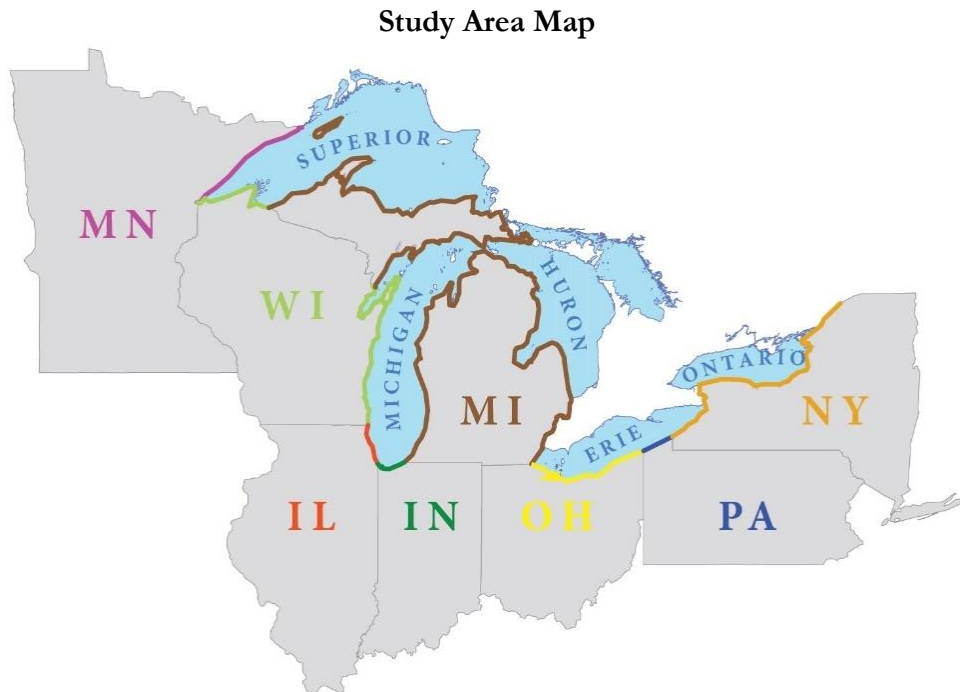 Study Area Map
SUPERIOR
MN
HURON
WI
MICHIGAN
ONTARIO
MI
NY
ERIE
IL
IN
OH
PA